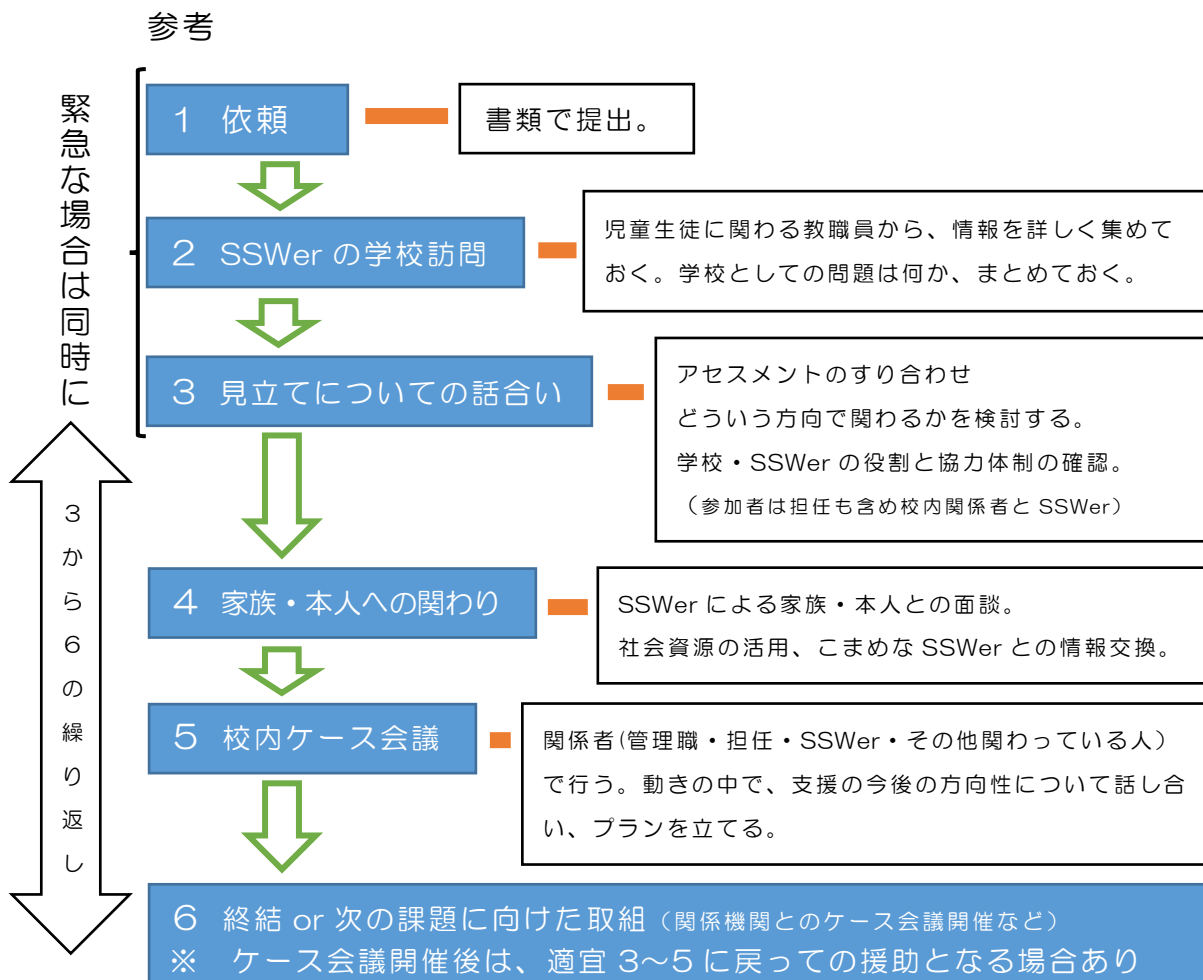 参考
緊急な場合は同時に
1 依頼
書類で提出。
2 SSWer の学校訪問
児童生徒に関わる教職員から、情報を詳しく集めて
おく。学校としての問題は何か、まとめておく。
3 見立てについての話合い
アセスメントのすり合わせ
どういう方向で関わるかを検討する。
学校・SSWer の役割と協力体制の確認。
（参加者は担任も含め校内関係者と SSWer）
3から6の繰り返し
4 家族・本人への関わり
SSWer による家族・本人との面談。
社会資源の活用、こまめな SSWer との情報交換。
5 校内ケース会議
関係者(管理職・担任・SSWer・その他関わっている人）
で行う。動きの中で、支援の今後の方向性について話し合
い、プランを立てる。
6 終結 or 次の課題に向けた取組（関係機関とのケース会議開催など）
※ ケース会議開催後は、適宜 3～5 に戻っての援助となる場合あり